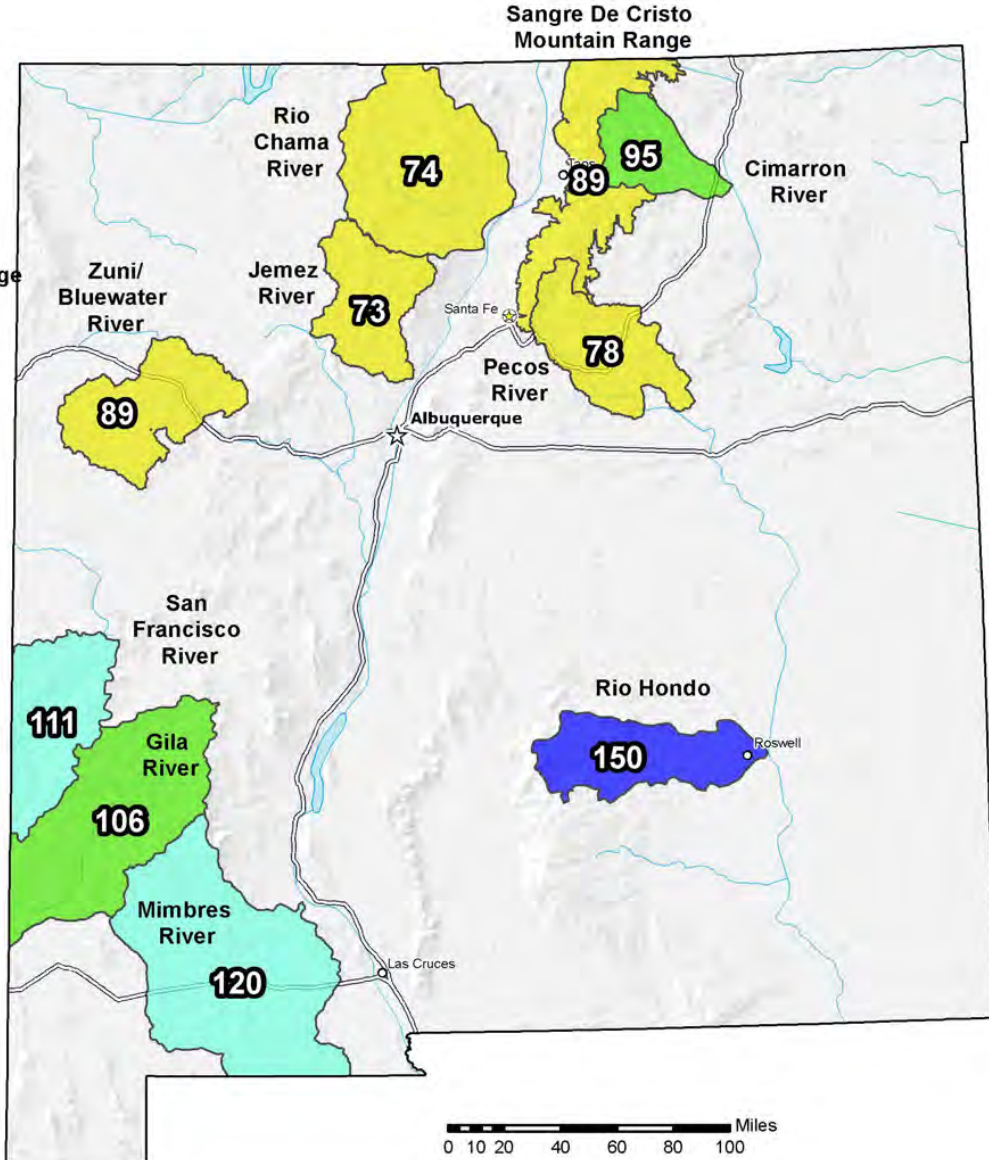 Sangre De Cristo
Mountain Range
Rio
Chama
River
74
95
Taos
89
Cimarron
River
ge
Zuni/
Bluewater
River
Jemez
River
73
Santa Fe
78
Pecos
River
89
Albuquerque
San
Francisco
River
111
Gila
River
106
Rio Hondo
150
Roswell
Mimbres
River
120
Las Cruces
Miles
0 10 20 40 60 80 100